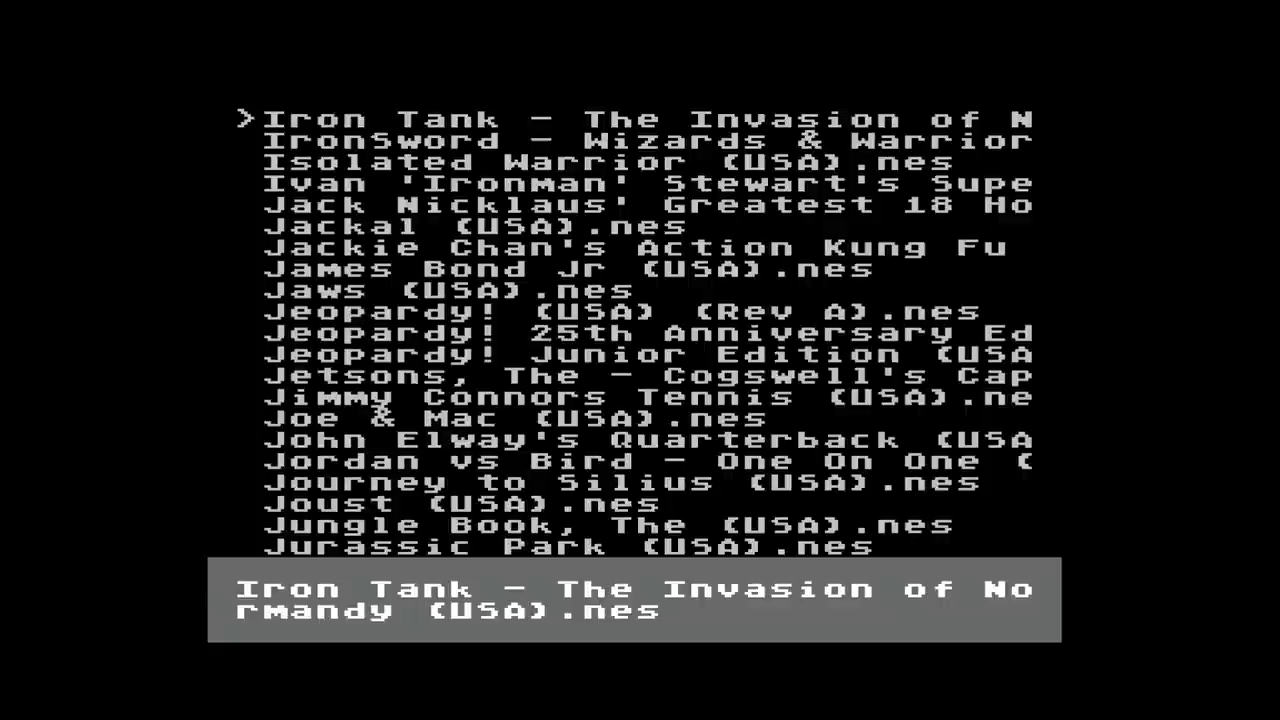 >Iron Tank - The Invasion of N
IronSword - Wizards & Warrior
Isolated Warrior (USA).nes
Ivan 'Ironman' Stewart's Supe
Jack Nicklaus' Greatest 18 Ho
Jackal (USA).nes
Jackie Chan's Action Kung Fu
James Bond Jr (USA).nes
Jaws (USA).nes
Jeopardy! (USA) (Rev A).nes
Jeopardy! 25th Anniversary Ed
Jeopardy! Junior Edition (USA
Jetsons, The - Cogswell's Cap
Jimmy Connors Tennis (USA).ne
Joe & Mac (USA).nes
John Elway's Quarterback (USA
Jordan vs Bird - One On One (
Journey to Silius (USA).nes
Joust (USA).nes
Jungle Book, The (USA).nes
Jurassic Park (USA).nes
Iron Tank - The Invasion of No
rmandy (USA).nes